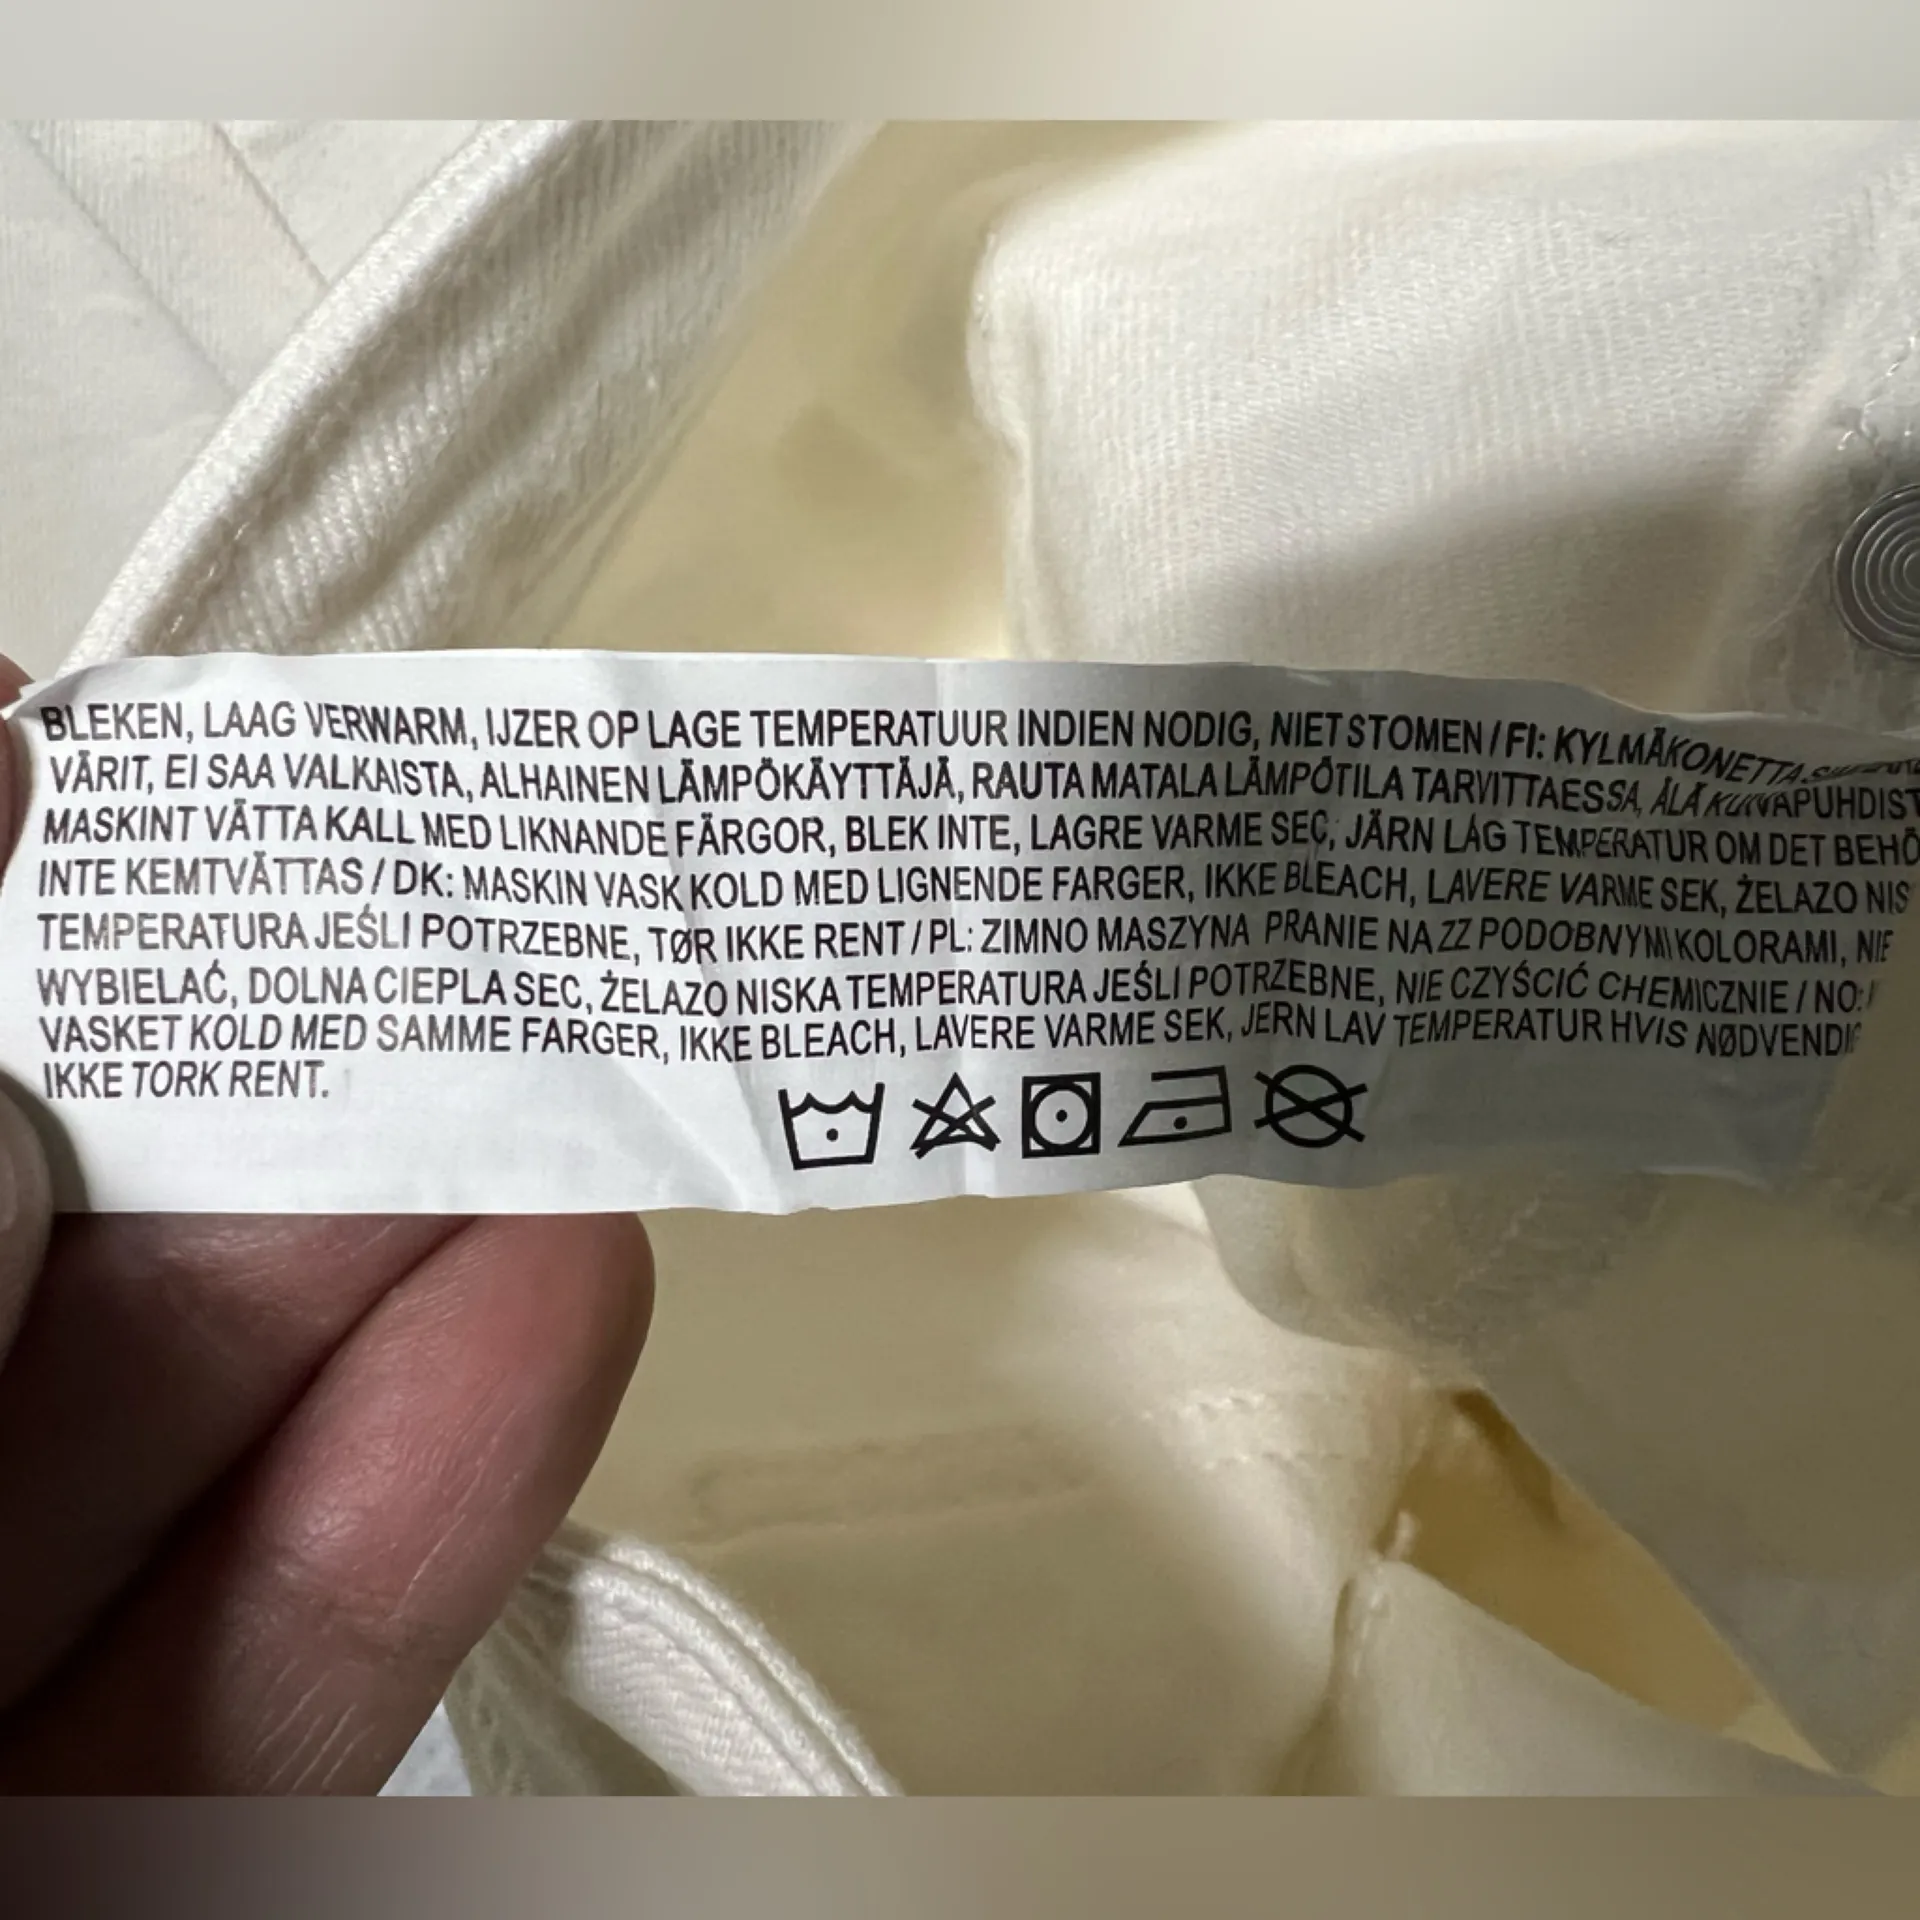 BLEKEN, LAAG VERWARM, IJZER OP LAGE TEMPERATUUR INDIEN NODIG, NIET STOMEN / FI: KYLMÄKONETTA
VÄRIT, EI SAA VALKAISTA, ALHAINEN LÄMPÖKÄYTTÄJÄ, RAUTA MATALA LÄMPÖTILA TARVITTAESSA, ÄLÄ KUIVAPUHDIST
MASKINT VÄTTA KALL MED LIKNANDE FÄRGOR, BLEK INTE, LAGRE VARME SEC, JÄRN LÅG TEMPERATUR OM DET BEHÖ
INTE KEMTVÄTTAS / DK: MASKIN VASK KOLD MED LIGNENDE FARGER, IKKE BLEACH, LAVERE VARME SEK, ŻELAZO NIS
TEMPERATURA JEŚLI POTRZEBNE, TØR IKKE RENT / PL: ZIMNO MASZYNA PRANIE NA ZZ PODOBNYMI KOLORAMI, NIE
WYBIELAĆ, DOLNA CIEPLA SEC, ŻELAZO NISKA TEMPERATURA JEŚLI POTRZEBNE, NIE CZYŚCIĆ CHEMICZNIE / NO:
VASKET KOLD MED SAMME FARGER, IKKE BLEACH, LAVERE VARME SEK, JERN LAV TEMPERATUR HVIS NØDVENDIG
IKKE TORK RENT.